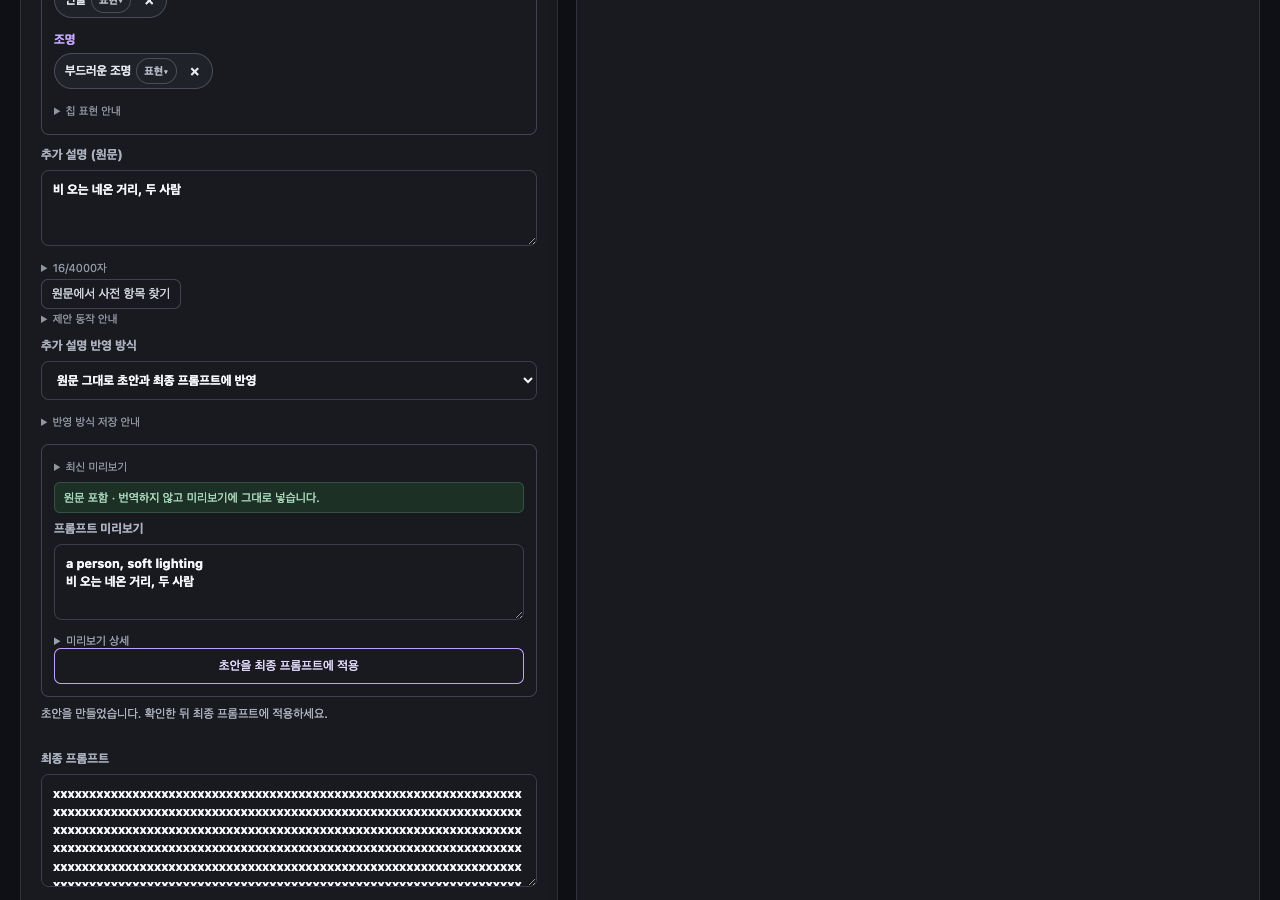 표현▾ ×
조명
부드러운 조명 표현▾ ×
▶ 칩 표현 안내
추가 설명 (원문)
비 오는 네온 거리, 두 사람
▶ 16/4000자
원문에서 사전 항목 찾기
▶ 제안 동작 안내
추가 설명 반영 방식
원문 그대로 초안과 최종 프롬프트에 반영
▶ 반영 방식 저장 안내
▶ 최신 미리보기
원문 포함 · 번역하지 않고 미리보기에 그대로 넣습니다.
프롬프트 미리보기
a person, soft lighting
비 오는 네온 거리, 두 사람
▶ 미리보기 상세
초안을 최종 프롬프트에 적용
초안을 만들었습니다. 확인한 뒤 최종 프롬프트에 적용하세요.
최종 프롬프트
xxxxxxxxxxxxxxxxxxxxxxxxxxxxxxxxxxxxxxxxxxxxxxxxxxxxxxxxxxxxxxxxx
xxxxxxxxxxxxxxxxxxxxxxxxxxxxxxxxxxxxxxxxxxxxxxxxxxxxxxxxxxxxxxxxx
xxxxxxxxxxxxxxxxxxxxxxxxxxxxxxxxxxxxxxxxxxxxxxxxxxxxxxxxxxxxxxxxx
xxxxxxxxxxxxxxxxxxxxxxxxxxxxxxxxxxxxxxxxxxxxxxxxxxxxxxxxxxxxxxxxx
xxxxxxxxxxxxxxxxxxxxxxxxxxxxxxxxxxxxxxxxxxxxxxxxxxxxxxxxxxxxxxxxx
xxxxxxxxxxxxxxxxxxxxxxxxxxxxxxxxxxxxxxxxxxxxxxxxxxxxxxxxxxxxxxxxx